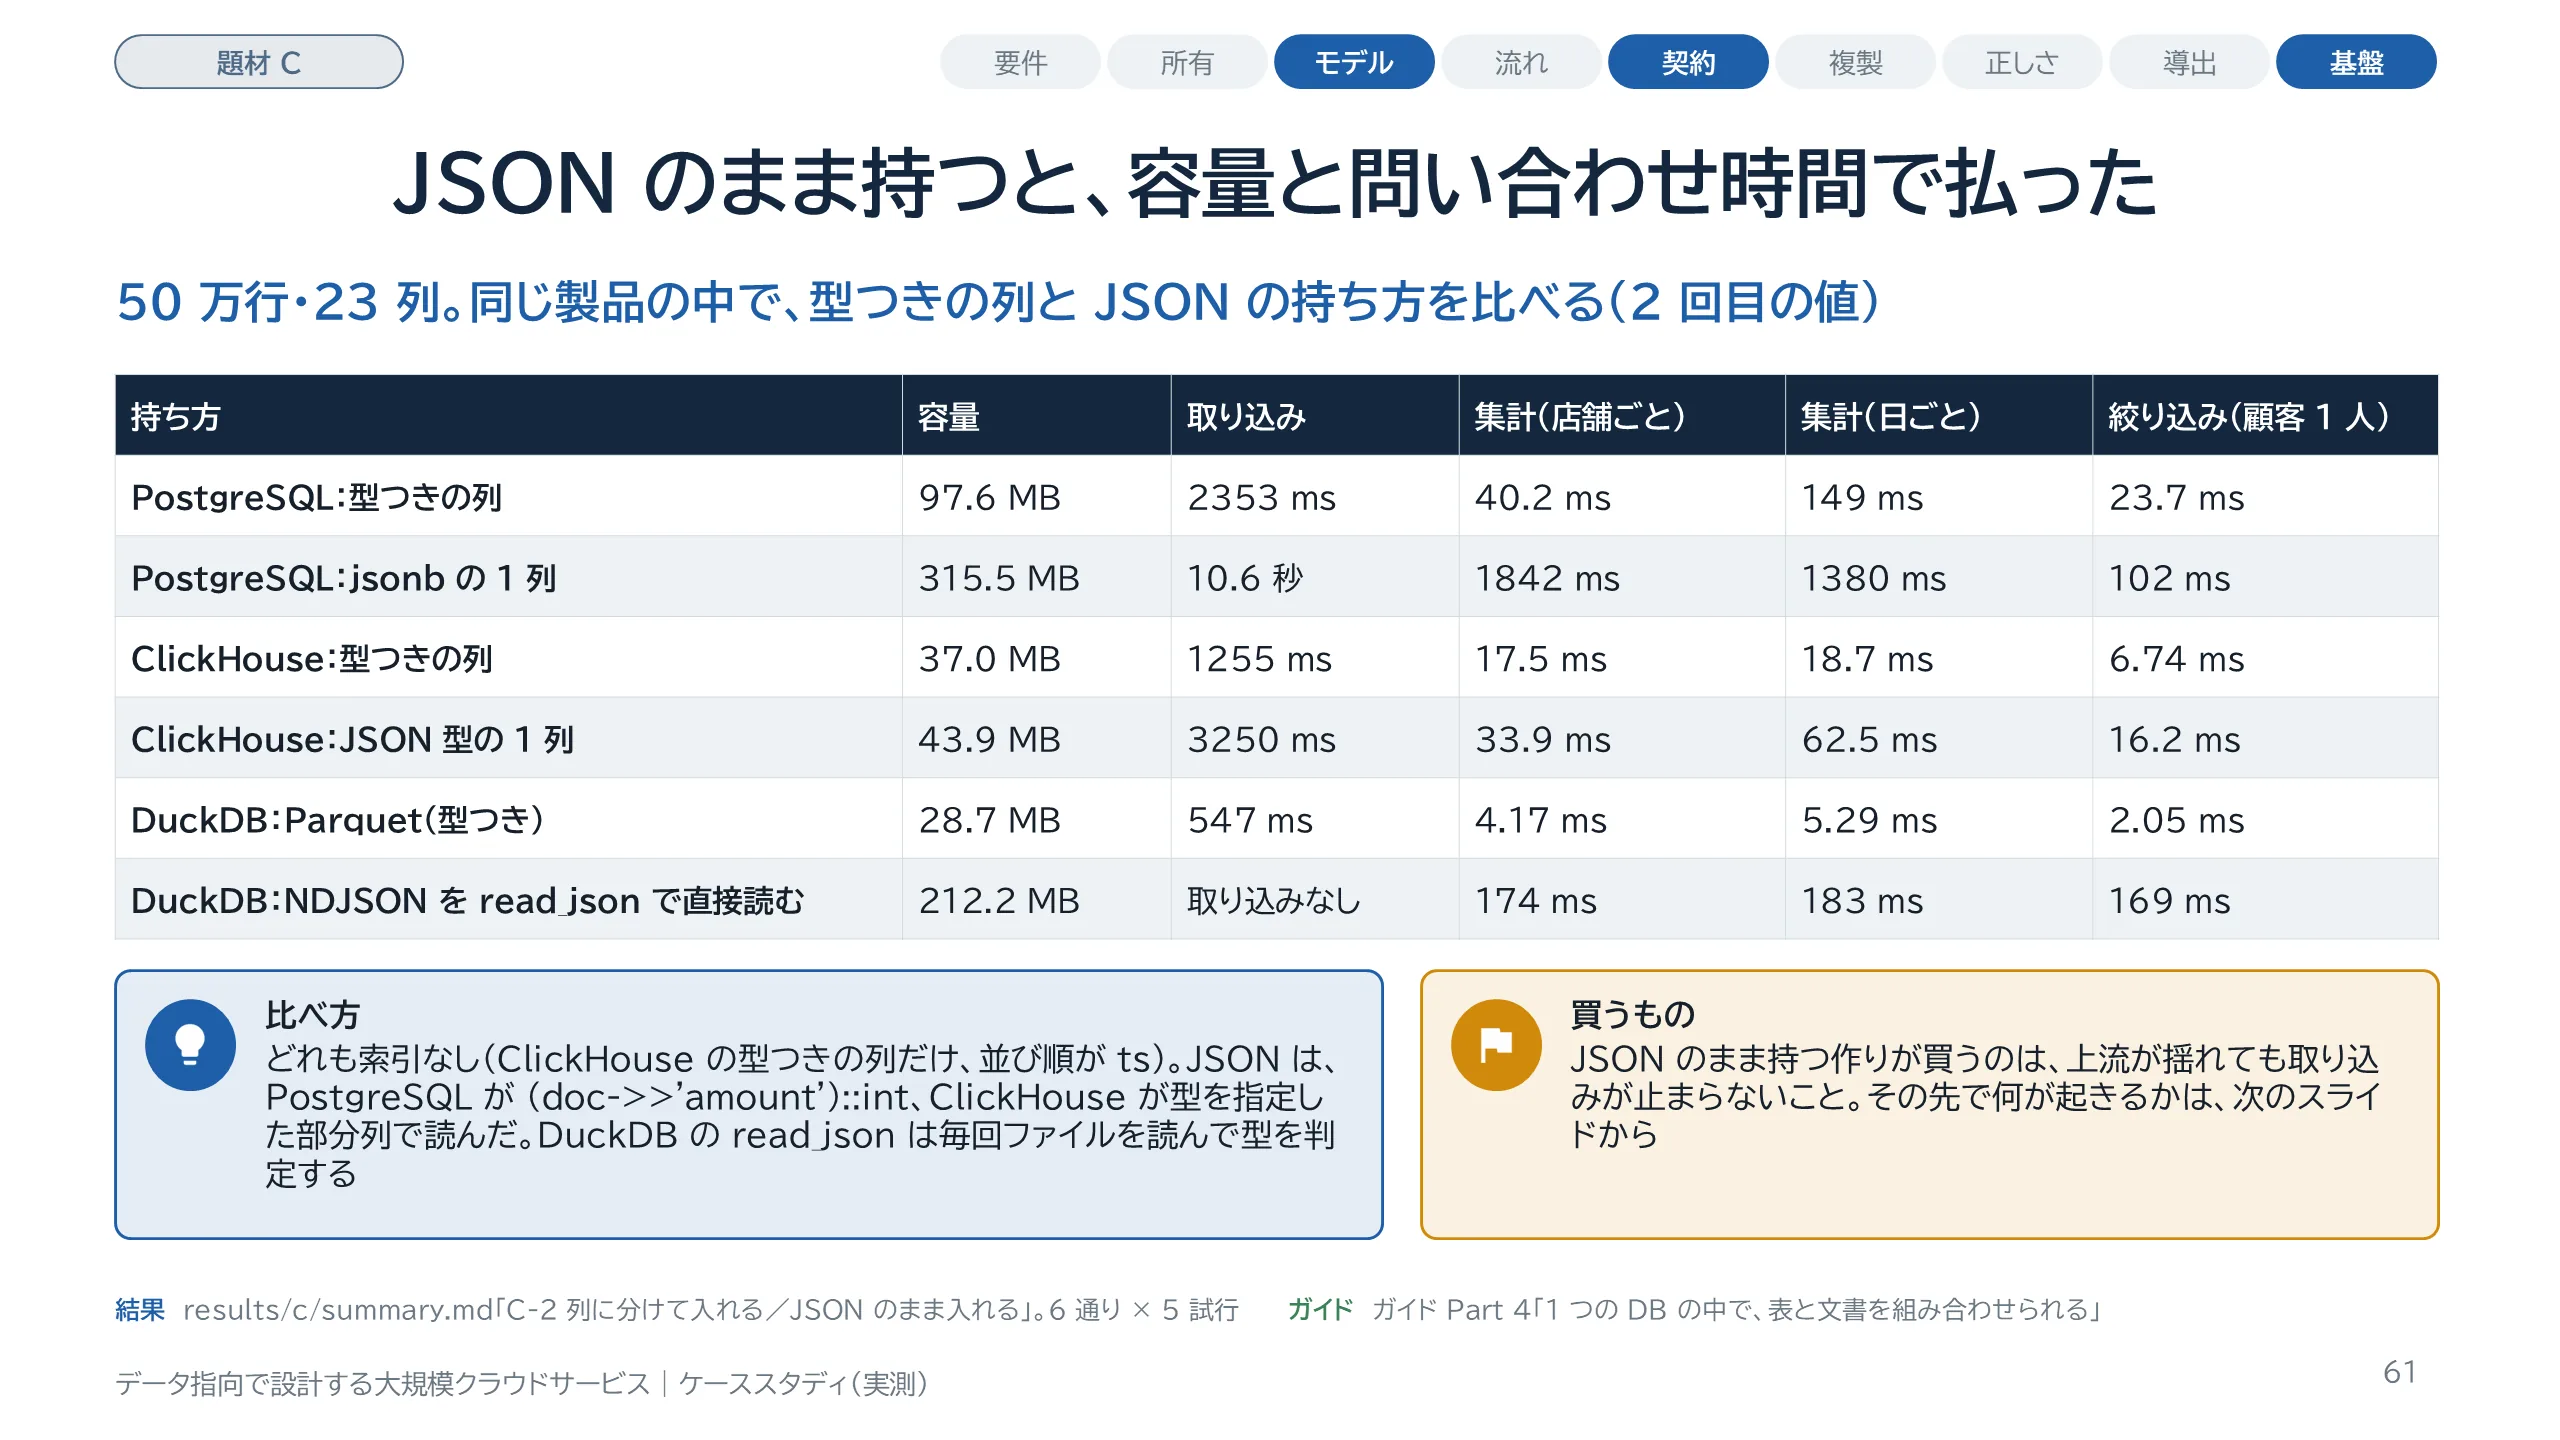 題材 C
要件 所有 モデル 流れ 契約 複製 正しさ 導出 基盤
JSON のまま持つと、容量と問い合わせ時間で払った
50 万行・23 列。同じ製品の中で、型つきの列と JSON の持ち方を比べる（2 回目の値）
持ち方 容量 取り込み 集計（店舗ごと） 集計（日ごと） 絞り込み（顧客 1 人）
PostgreSQL：型つきの列 97.6 MB 2353 ms 40.2 ms 149 ms 23.7 ms
PostgreSQL：jsonb の 1 列 315.5 MB 10.6 秒 1842 ms 1380 ms 102 ms
ClickHouse：型つきの列 37.0 MB 1255 ms 17.5 ms 18.7 ms 6.74 ms
ClickHouse：JSON 型の 1 列 43.9 MB 3250 ms 33.9 ms 62.5 ms 16.2 ms
DuckDB：Parquet（型つき） 28.7 MB 547 ms 4.17 ms 5.29 ms 2.05 ms
DuckDB：NDJSON を read_json で直接読む 212.2 MB 取り込みなし 174 ms 183 ms 169 ms
比べ方
どれも索引なし（ClickHouse の型つきの列だけ、並び順が ts）。JSON は、
PostgreSQL が (doc->>’amount’)::int、ClickHouse が型を指定し
た部分列で読んだ。DuckDB の read_json は毎回ファイルを読んで型を判
定する
買うもの
JSON のまま持つ作りが買うのは、上流が揺れても取り込
みが止まらないこと。その先で何が起きるかは、次のスライ
ドから
結果 results/c/summary.md「C-2 列に分けて入れる／JSON のまま入れる」。6 通り × 5 試行 ガイド ガイド Part 4「1 つの DB の中で、表と文書を組み合わせられる」
データ指向で設計する大規模クラウドサービス｜ケーススタディ（実測）
61